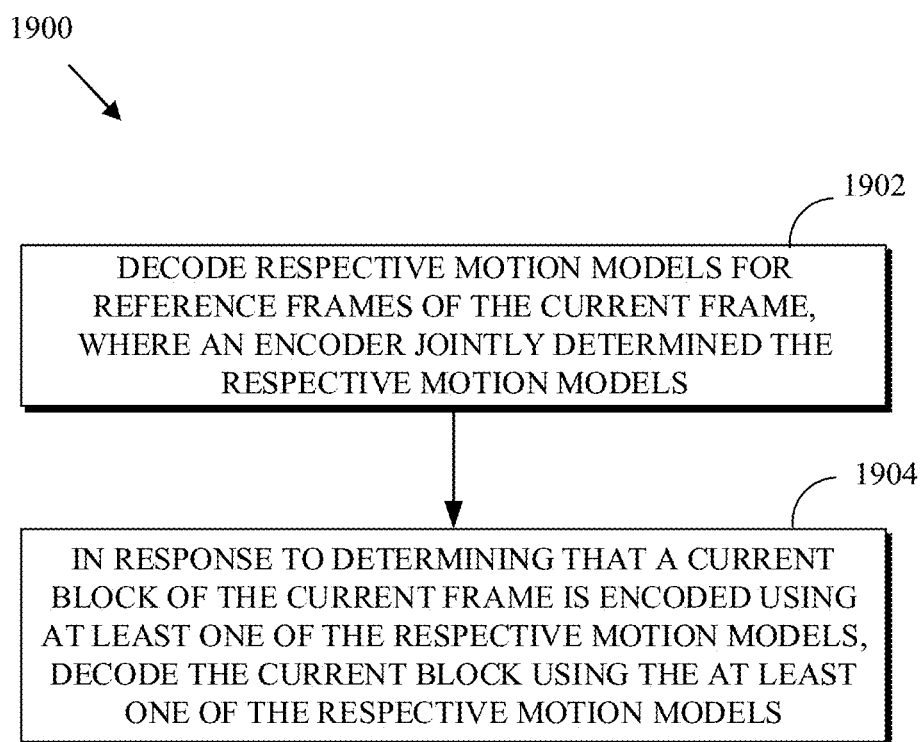 1900
1902
DECODE RESPECTIVE MOTION MODELS FOR
REFERENCE FRAMES OF THE CURRENT FRAME,
WHERE AN ENCODER JOINTLY DETERMINED THE
RESPECTIVE MOTION MODELS
1904
IN RESPONSE TO DETERMINING THAT A CURRENT
BLOCK OF THE CURRENT FRAME IS ENCODED USING
AT LEAST ONE OF THE RESPECTIVE MOTION MODELS,
DECODE THE CURRENT BLOCK USING THE AT LEAST
ONE OF THE RESPECTIVE MOTION MODELS